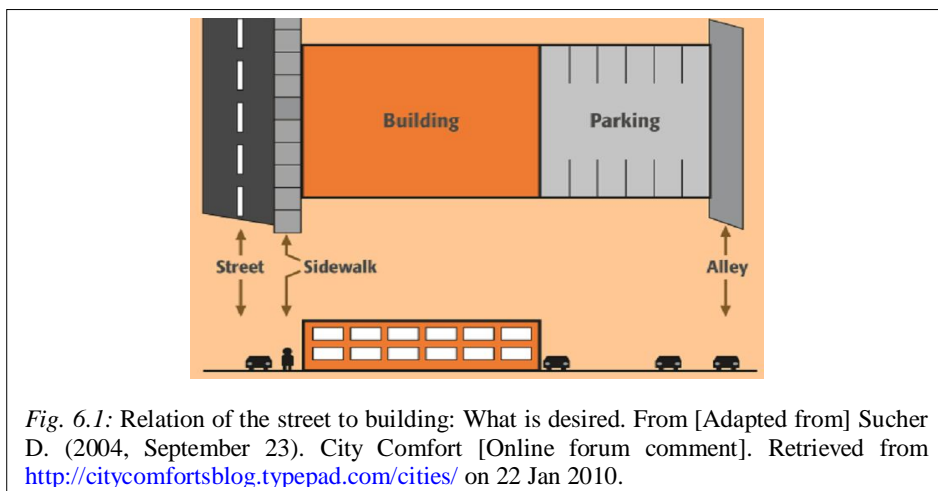 Building
Parking
Street
Sidewalk
Alley
Fig. 6.1: Relation of the street to building: What is desired. From [Adapted from] Sucher
D. (2004, September 23). City Comfort [Online forum comment]. Retrieved from
http://citycomfortsblog.typepad.com/cities/ on 22 Jan 2010.